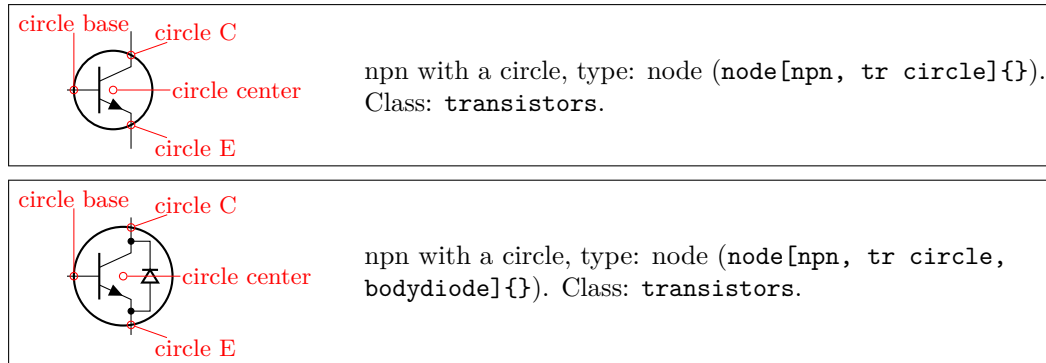 circle base
circle C
circle center
circle E
npn with a circle, type: node (node[npn, tr circle]{}).
Class: transistors.
circle base
circle C
circle center
circle E
npn with a circle, type: node (node[npn, tr circle,
bodydiode]{}). Class: transistors.